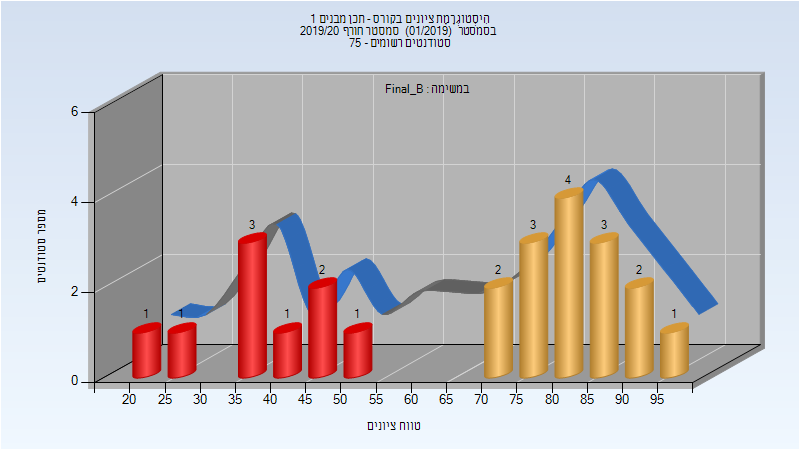 היסטוגרמת ציונים בקורס - תכן מבנים 1
בסמסטר (01/2019) סמסטר חורף 2019/20
סטודנטים רשומים - 75
במשימה : Final_B
מספר סטודנטים
6
4
2
0
1 1 3 1 2 1 2 3 4 3 2 1
20 25 30 35 40 45 50 55 60 65 70 75 80 85 90 95
טווח ציונים